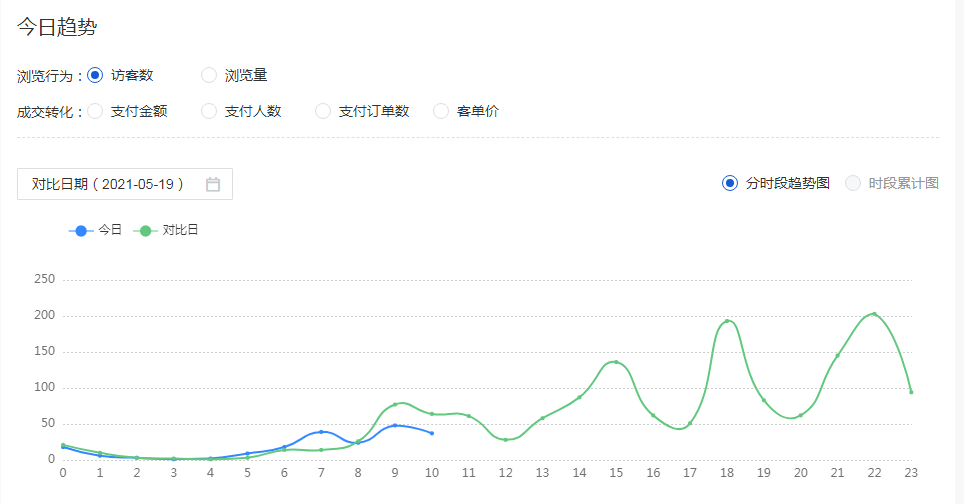 今日趋势
浏览行为： 访客数 浏览量
成交转化： 支付金额 支付人数 支付订单数 客单价
对比日期（2021-05-19） 分时段趋势图 时段累计图
今日 对比日
250
200
150
100
50
0
0 1 2 3 4 5 6 7 8 9 10 11 12 13 14 15 16 17 18 19 20 21 22 23